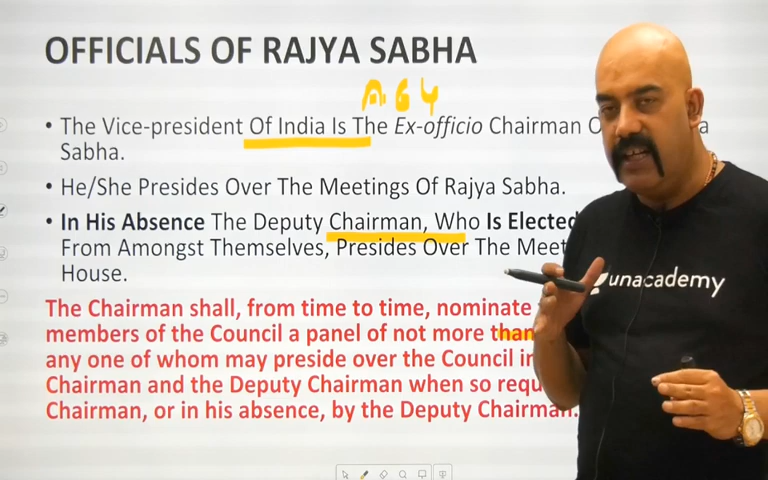 OFFICIALS OF RAJYA SABHA
A.64
• The Vice-president Of India Is The Ex-officio Chairman O a
Sabha.
• He/She Presides Over The Meetings Of Rajya Sabha.
• In His Absence The Deputy Chairman, Who Is Elected
From Amongst Themselves, Presides Over The Meet
House.
The Chairman shall, from time to time, nominate
members of the Council a panel of not more than
any one of whom may preside over the Council in
Chairman and the Deputy Chairman when so requ
Chairman, or in his absence, by the Deputy Chairman.
unacademy